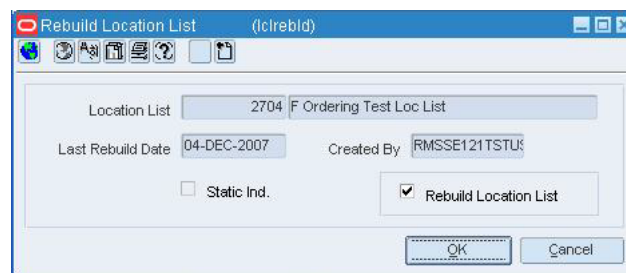 Rebuild Location List (lclrebld)
Location List 2704 F Ordering Test Loc List
Last Rebuild Date 04-DEC-2007 Created By RMSSE121TSTUS
Static Ind. Rebuild Location List
OK Cancel